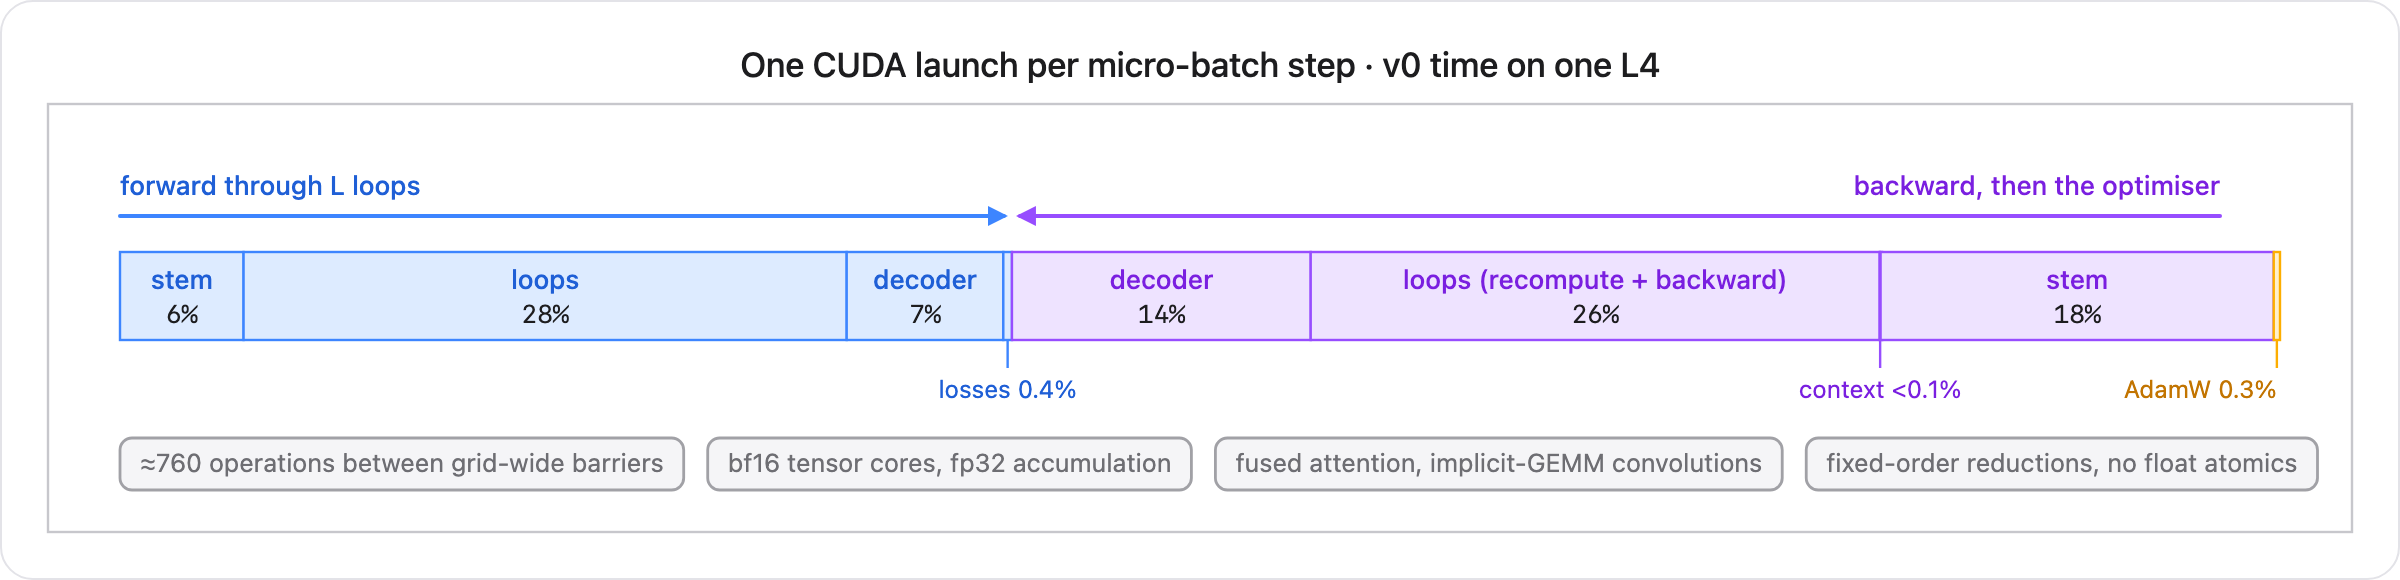 One CUDA launch per micro-batch step · v0 time on one L4
forward through L loops
backward, then the optimiser
stem
6%
loops
28%
decoder
7%
decoder
14%
loops (recompute + backward)
26%
stem
18%
losses 0.4%
context <0.1%
AdamW 0.3%
≈760 operations between grid-wide barriers
bf16 tensor cores, fp32 accumulation
fused attention, implicit-GEMM convolutions
fixed-order reductions, no float atomics